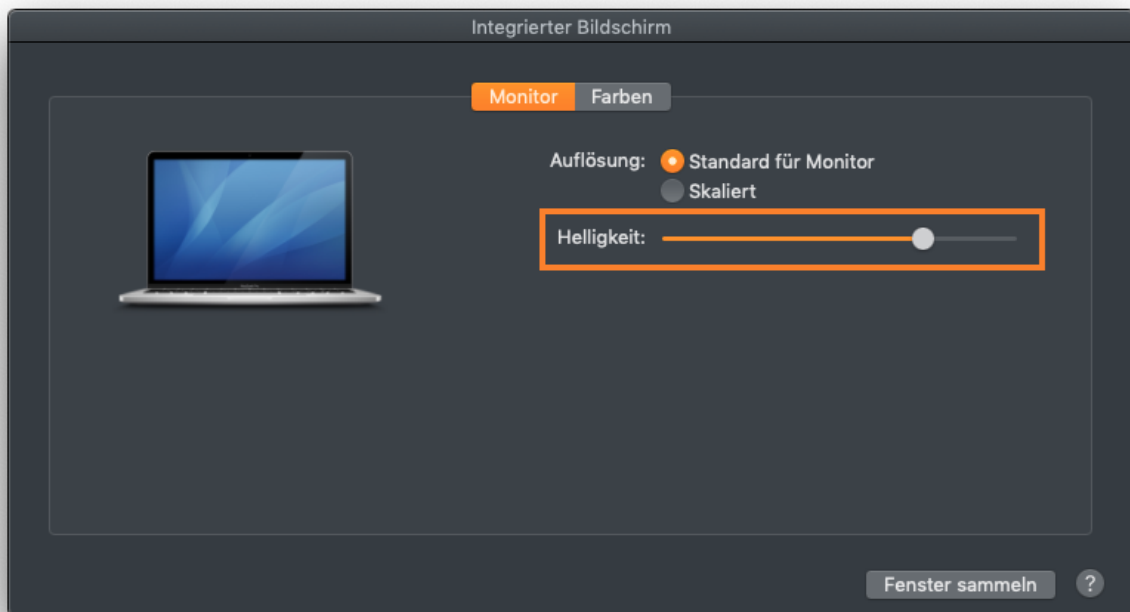 Integrierter Bildschirm
Monitor Farben
Auflösung: Standard für Monitor
Skaliert
Helligkeit:
Fenster sammeln ?